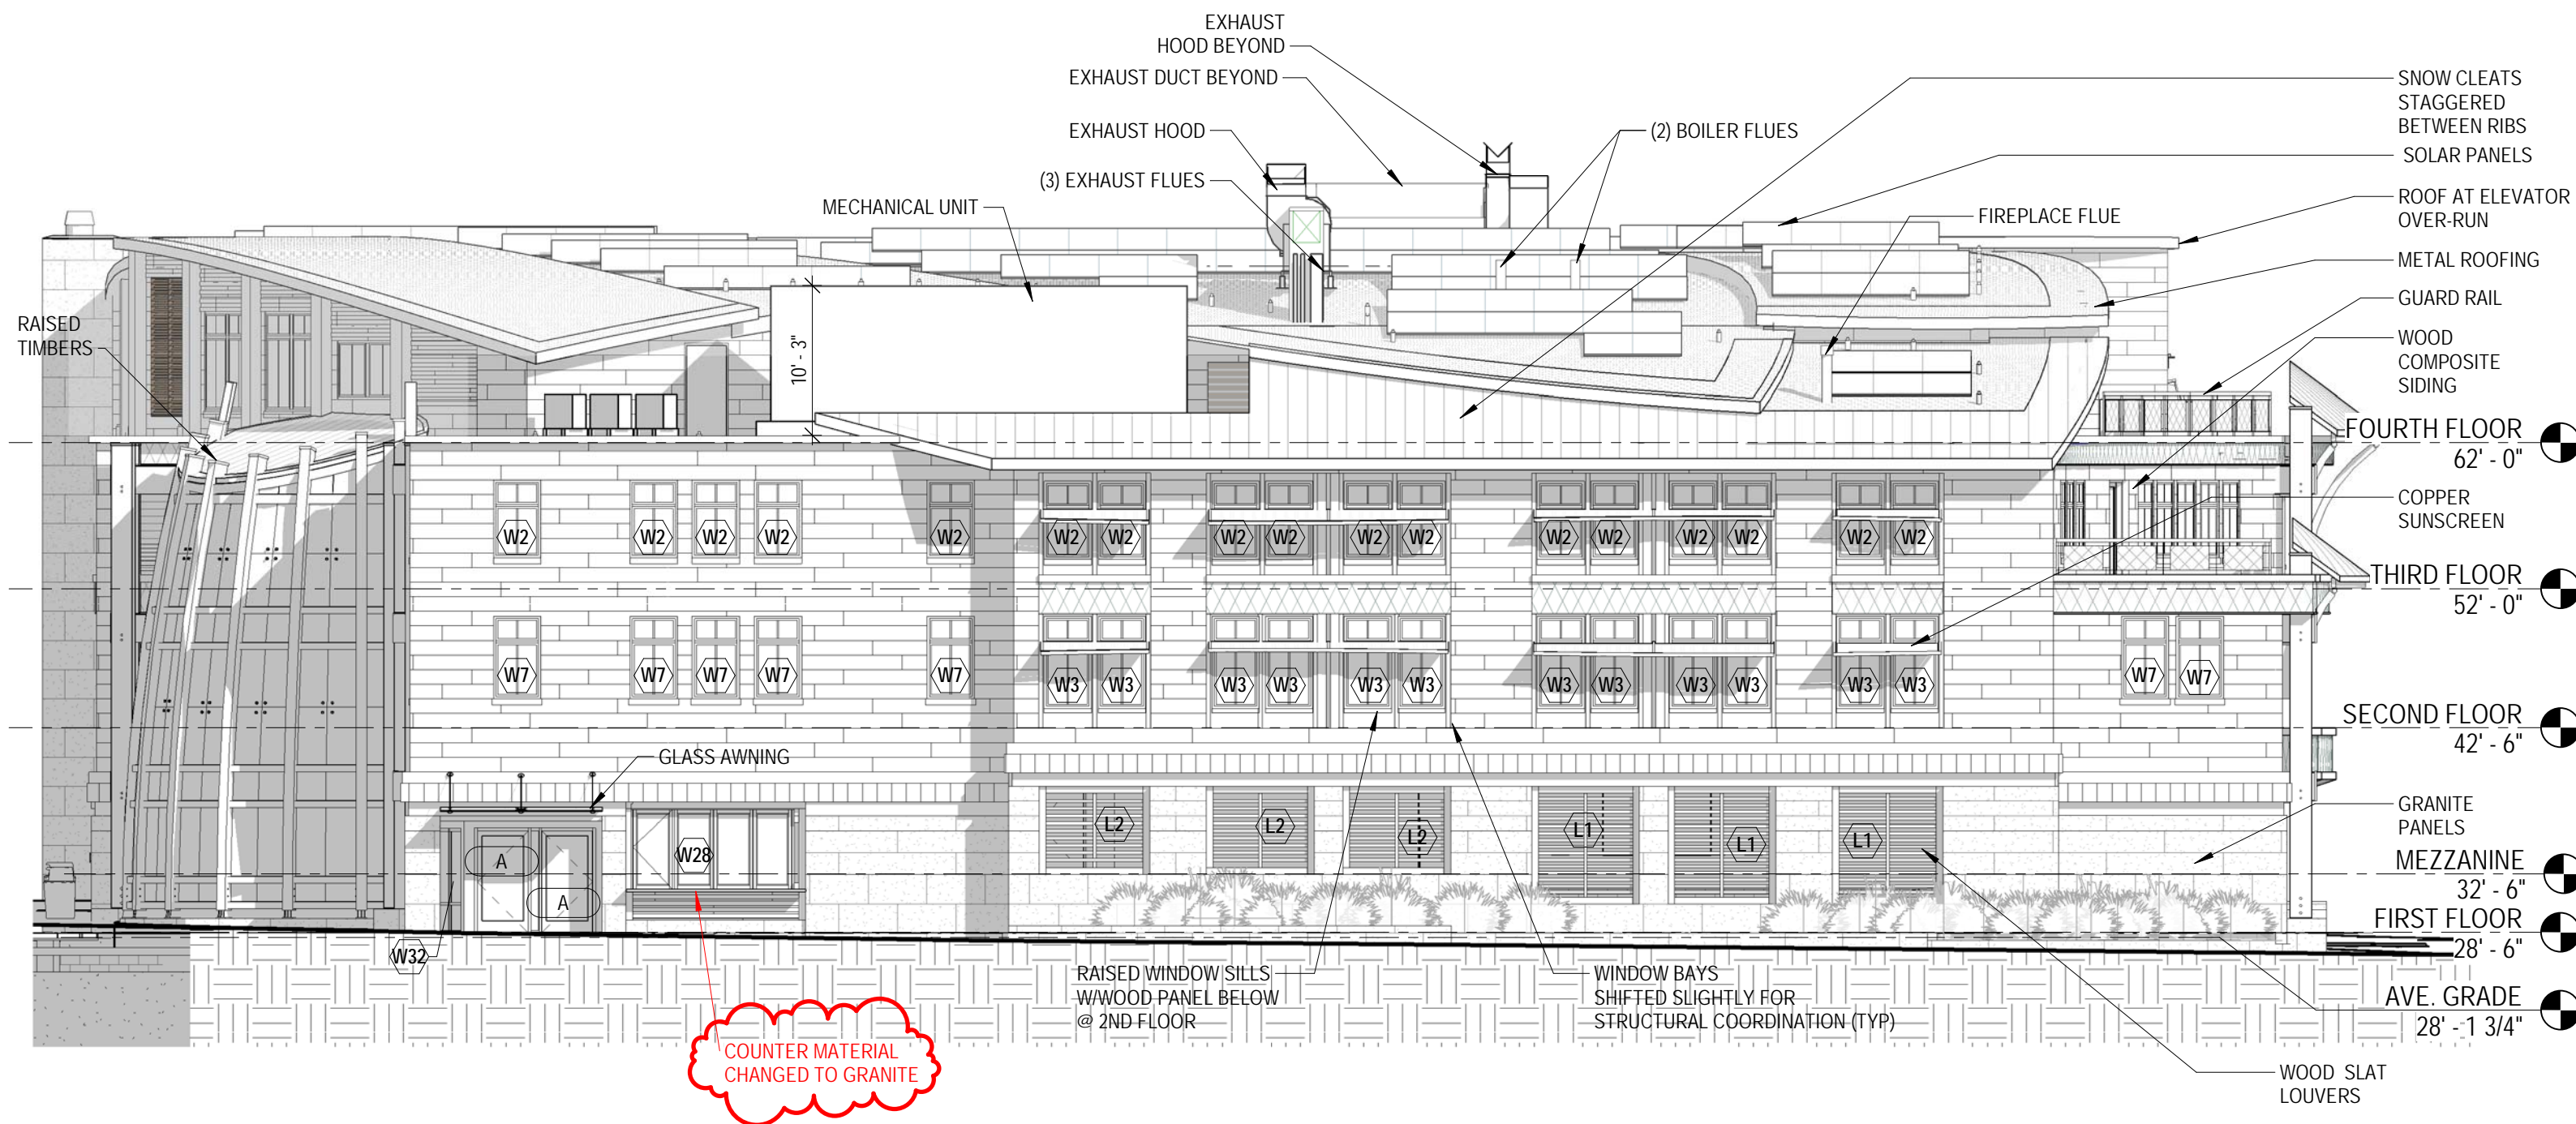 EXHAUST
HOOD BEYOND
EXHAUST DUCT BEYOND
EXHAUST HOOD
(2) BOILER FLUES
(3) EXHAUST FLUES
MECHANICAL UNIT
FIREPLACE FLUE
SNOW CLEATS
STAGGERED
BETWEEN RIBS
SOLAR PANELS
ROOF AT ELEVATOR
OVER-RUN
METAL ROOFING
GUARD RAIL
WOOD
COMPOSITE
SIDING
RAISED
TIMBERS
10' - 3"
FOURTH FLOOR
62' - 0"
COPPER
SUNSCREEN
W2 W2 W2 W2 W2 W2 W2 W2 W2 W2 W2 W2 W2 W2 W2 W2 W2
THIRD FLOOR
52' - 0"
W7 W7 W7 W7 W7 W3 W3 W3 W3 W3 W3 W3 W3 W3 W3 W3 W3 W7 W7
SECOND FLOOR
42' - 6"
GLASS AWNING
GRANITE
PANELS
L2 L2 L2 L1 L1 L1
W28
A
A
MEZZANINE
32' - 6"
FIRST FLOOR
28' - 6"
W32
RAISED WINDOW SILLS
W/WOOD PANEL BELOW
@ 2ND FLOOR
WINDOW BAYS
SHIFTED SLIGHTLY FOR
STRUCTURAL COORDINATION (TYP)
AVE. GRADE
28' - 1 3/4"
COUNTER MATERIAL
CHANGED TO GRANITE
WOOD SLAT
LOUVERS